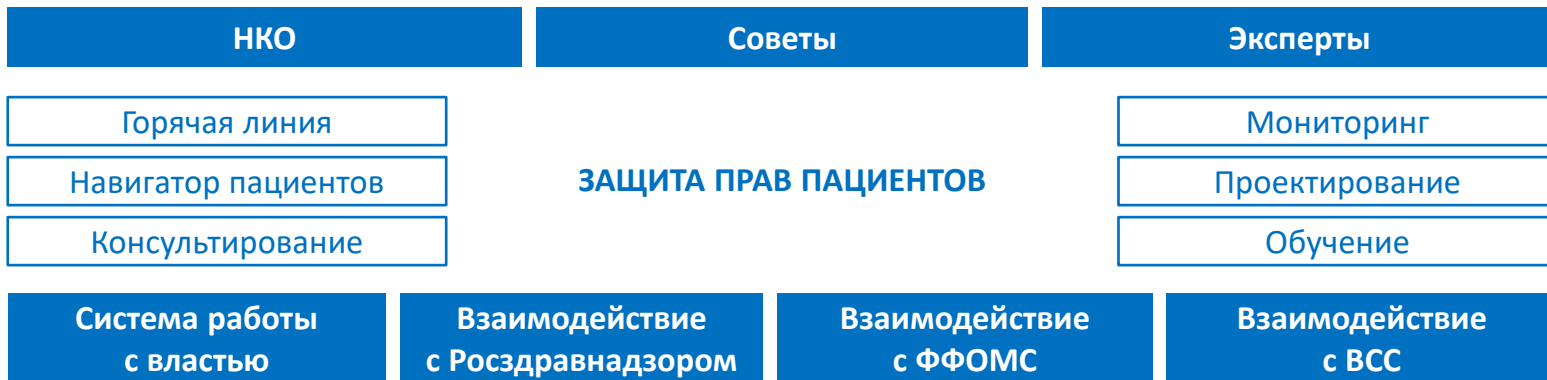 НКО
Советы
Эксперты
Горячая линия
Навигатор пациентов
Консультирование
ЗАЩИТА ПРАВ ПАЦИЕНТОВ
Мониторинг
Проектирование
Обучение
Система работы
с властью
Взаимодействие
с Росздравнадзором
Взаимодействие
с ФФОМС
Взаимодействие
с ВСС